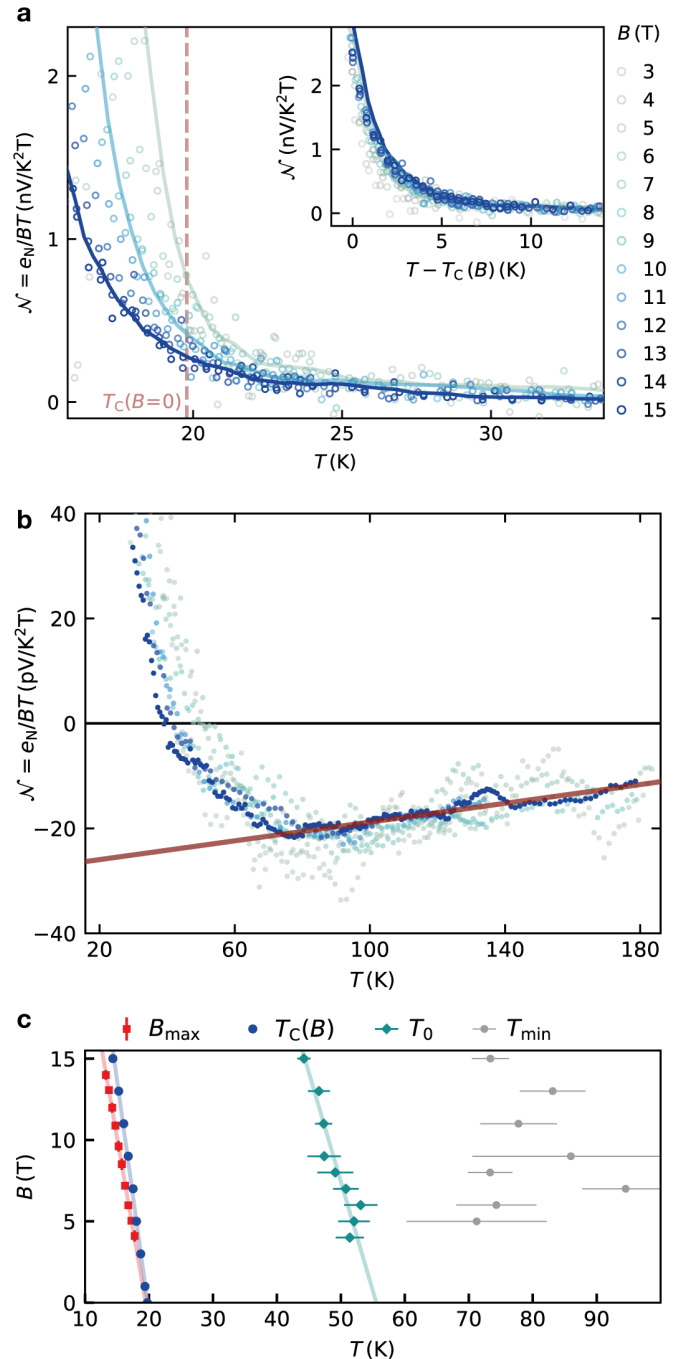 a
B (T)
3
4
5
6
7
8
9
10
11
12
13
14
15
𝒩 = e_N/BT (nV/K²T)
2
1
0
T_C(B=0)
20
25
30
T (K)
𝒩 (nV/K²T)
2
1
0
0
5
10
T − T_C (B) (K)
b
𝒩 = e_N/BT (pV/K²T)
40
20
0
−20
−40
20
60
100
140
180
T (K)
c
B_max
T_C(B)
T_0
T_min
B (T)
15
10
5
0
10
20
30
40
50
60
70
80
90
T (K)